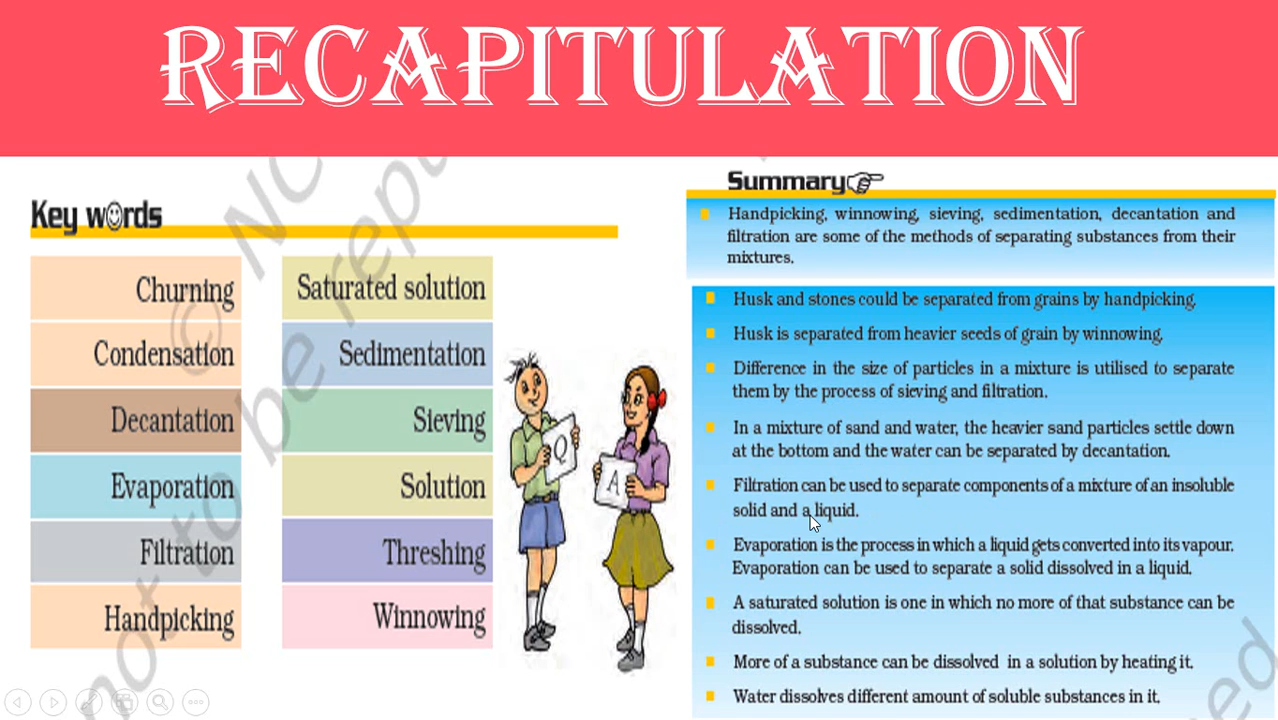 RECAPITULATION
Key words
Churning
Condensation
Decantation
Evaporation
Filtration
Handpicking
Saturated solution
Sedimentation
Sieving
Solution
Threshing
Winnowing
Q
A
Summary
Handpicking, winnowing, sieving, sedimentation, decantation and
filtration are some of the methods of separating substances from their
mixtures.
Husk and stones could be separated from grains by handpicking.
Husk is separated from heavier seeds of grain by winnowing.
Difference in the size of particles in a mixture is utilised to separate
them by the process of sieving and filtration.
In a mixture of sand and water, the heavier sand particles settle down
at the bottom and the water can be separated by decantation.
Filtration can be used to separate components of a mixture of an insoluble
solid and a liquid.
Evaporation is the process in which a liquid gets converted into its vapour.
Evaporation can be used to separate a solid dissolved in a liquid.
A saturated solution is one in which no more of that substance can be
dissolved.
More of a substance can be dissolved in a solution by heating it.
Water dissolves different amount of soluble substances in it.
not to be